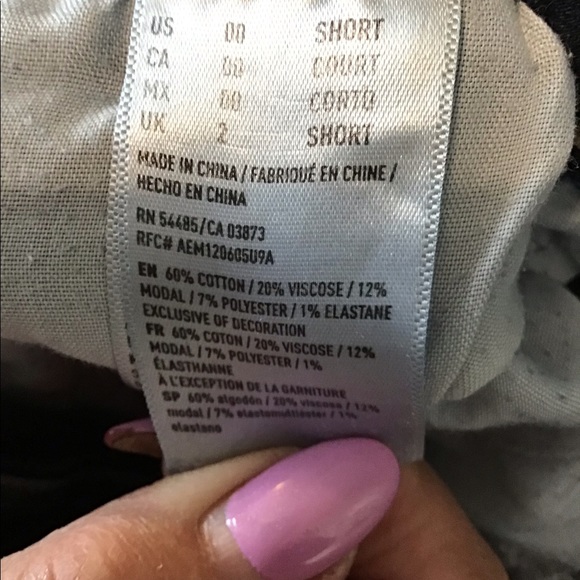 US 00 SHORT
CA 00 COURT
MX 00 CORTO
UK 2 SHORT
MADE IN CHINA / FABRIQUÉ EN CHINE /
HECHO EN CHINA
RN 54485/CA 03873
RFC# AEM120605U9A
EN 60% COTTON / 20% VISCOSE / 12%
MODAL / 7% POLYESTER / 1% ELASTANE
EXCLUSIVE OF DECORATION
FR 60% COTON / 20% VISCOSE / 12%
MODAL / 7% POLYESTER / 1%
ÉLASTHANNE
À L'EXCEPTION DE LA GARNITURE
SP 60% algodón / 20% viscosa / 12%
modal / 7% elastomultiester / 1%
elastano